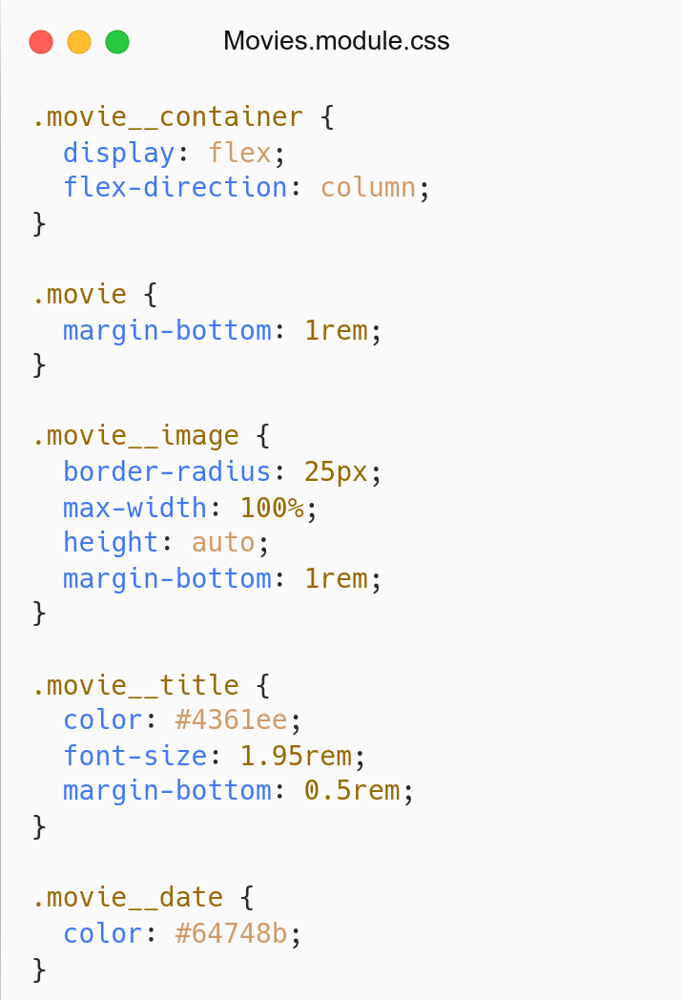 Movies.module.css
.movie__container {
  display: flex;
  flex-direction: column;
}

.movie {
  margin-bottom: 1rem;
}

.movie__image {
  border-radius: 25px;
  max-width: 100%;
  height: auto;
  margin-bottom: 1rem;
}

.movie__title {
  color: #4361ee;
  font-size: 1.95rem;
  margin-bottom: 0.5rem;
}

.movie__date {
  color: #64748b;
}